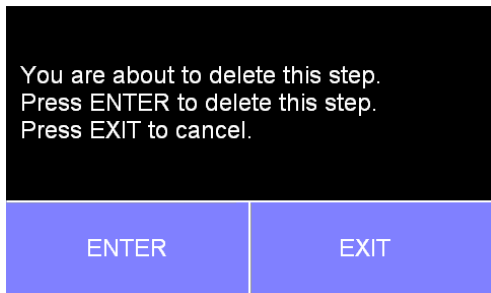 You are about to delete this step.
Press ENTER to delete this step.
Press EXIT to cancel.
ENTER
EXIT